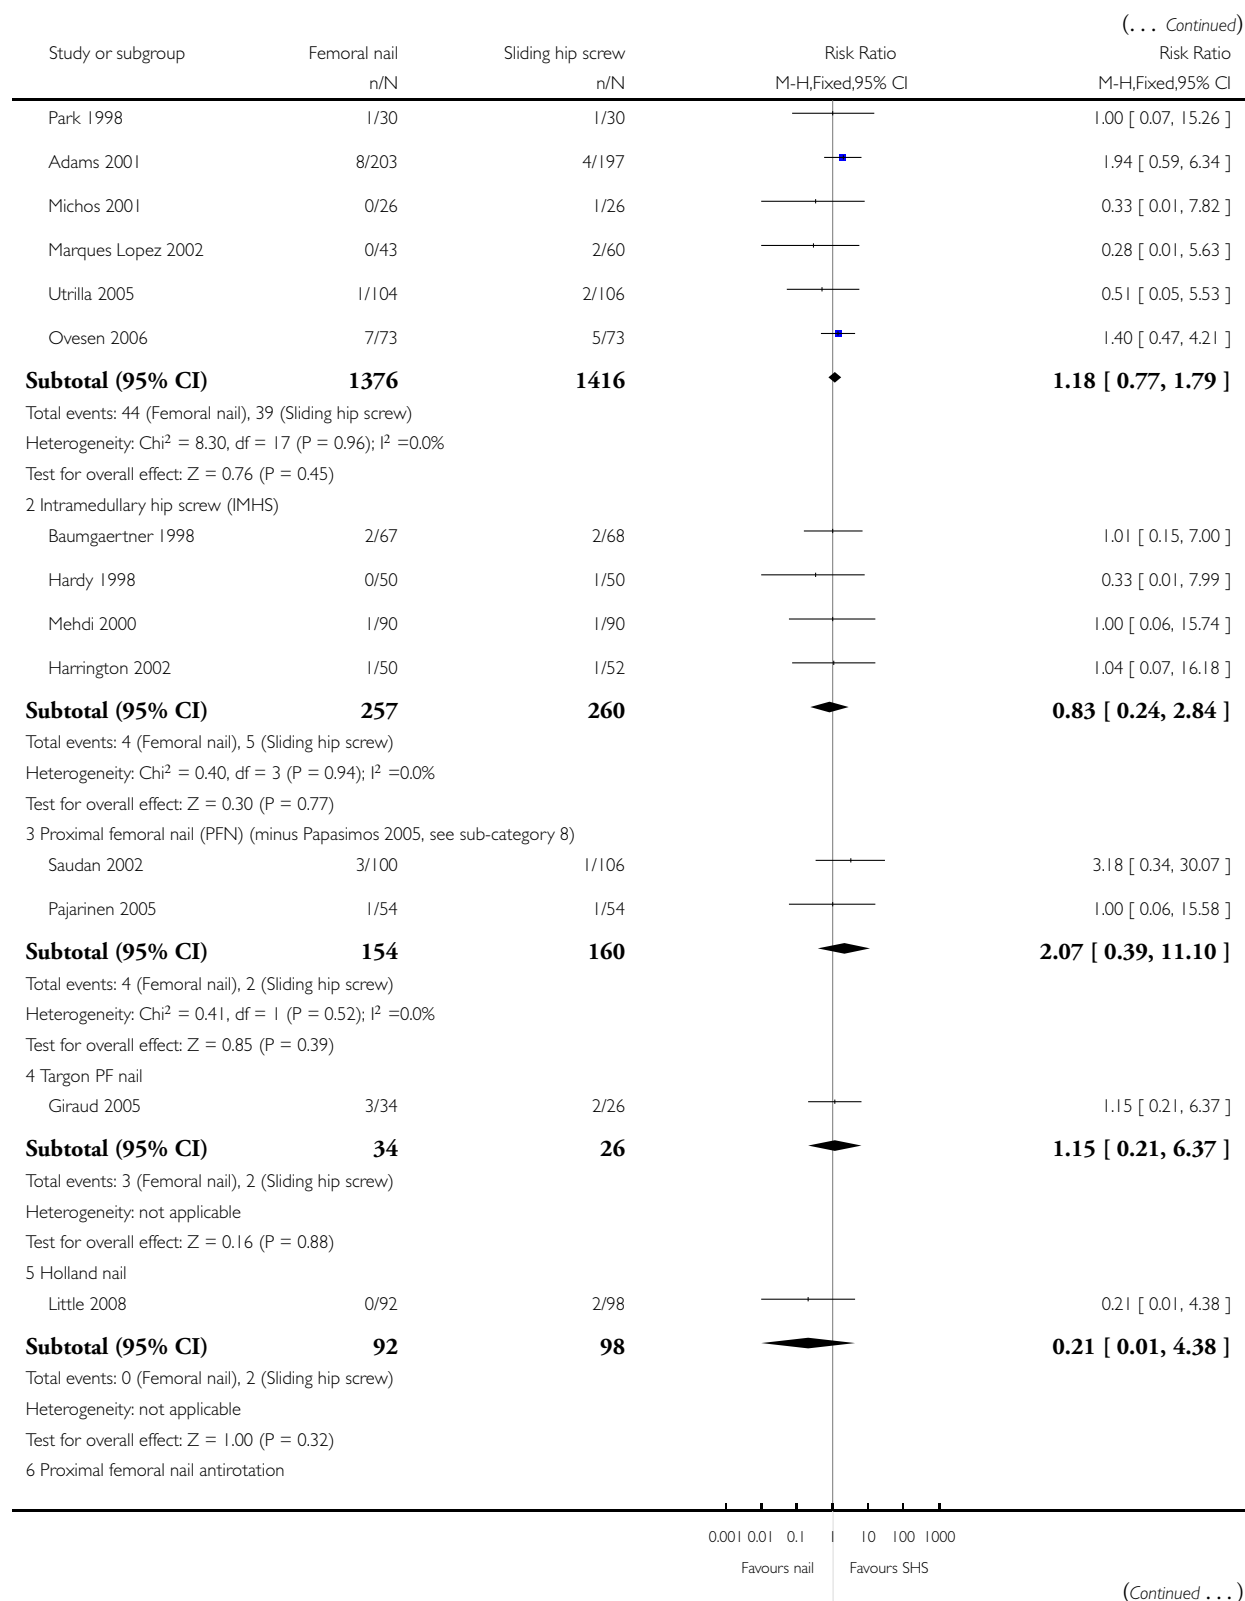 (... Continued)
Study or subgroup Femoral nail Sliding hip screw Risk Ratio Risk Ratio
n/N n/N M-H,Fixed,95% CI M-H,Fixed,95% CI
Park 1998 1/30 1/30 1.00 [ 0.07, 15.26 ]
Adams 2001 8/203 4/197 1.94 [ 0.59, 6.34 ]
Michos 2001 0/26 1/26 0.33 [ 0.01, 7.82 ]
Marques Lopez 2002 0/43 2/60 0.28 [ 0.01, 5.63 ]
Utrilla 2005 1/104 2/106 0.51 [ 0.05, 5.53 ]
Ovesen 2006 7/73 5/73 1.40 [ 0.47, 4.21 ]
Subtotal (95% CI) 1376 1416 1.18 [ 0.77, 1.79 ]
Total events: 44 (Femoral nail), 39 (Sliding hip screw)
Heterogeneity: Chi² = 8.30, df = 17 (P = 0.96); I² =0.0%
Test for overall effect: Z = 0.76 (P = 0.45)
2 Intramedullary hip screw (IMHS)
Baumgaertner 1998 2/67 2/68 1.01 [ 0.15, 7.00 ]
Hardy 1998 0/50 1/50 0.33 [ 0.01, 7.99 ]
Mehdi 2000 1/90 1/90 1.00 [ 0.06, 15.74 ]
Harrington 2002 1/50 1/52 1.04 [ 0.07, 16.18 ]
Subtotal (95% CI) 257 260 0.83 [ 0.24, 2.84 ]
Total events: 4 (Femoral nail), 5 (Sliding hip screw)
Heterogeneity: Chi² = 0.40, df = 3 (P = 0.94); I² =0.0%
Test for overall effect: Z = 0.30 (P = 0.77)
3 Proximal femoral nail (PFN) (minus Papasimos 2005, see sub-category 8)
Saudan 2002 3/100 1/106 3.18 [ 0.34, 30.07 ]
Pajarinen 2005 1/54 1/54 1.00 [ 0.06, 15.58 ]
Subtotal (95% CI) 154 160 2.07 [ 0.39, 11.10 ]
Total events: 4 (Femoral nail), 2 (Sliding hip screw)
Heterogeneity: Chi² = 0.41, df = 1 (P = 0.52); I² =0.0%
Test for overall effect: Z = 0.85 (P = 0.39)
4 Targon PF nail
Giraud 2005 3/34 2/26 1.15 [ 0.21, 6.37 ]
Subtotal (95% CI) 34 26 1.15 [ 0.21, 6.37 ]
Total events: 3 (Femoral nail), 2 (Sliding hip screw)
Heterogeneity: not applicable
Test for overall effect: Z = 0.16 (P = 0.88)
5 Holland nail
Little 2008 0/92 2/98 0.21 [ 0.01, 4.38 ]
Subtotal (95% CI) 92 98 0.21 [ 0.01, 4.38 ]
Total events: 0 (Femoral nail), 2 (Sliding hip screw)
Heterogeneity: not applicable
Test for overall effect: Z = 1.00 (P = 0.32)
6 Proximal femoral nail antirotation
0.001 0.01 0.1 1 10 100 1000
Favours nail Favours SHS
(Continued ...)